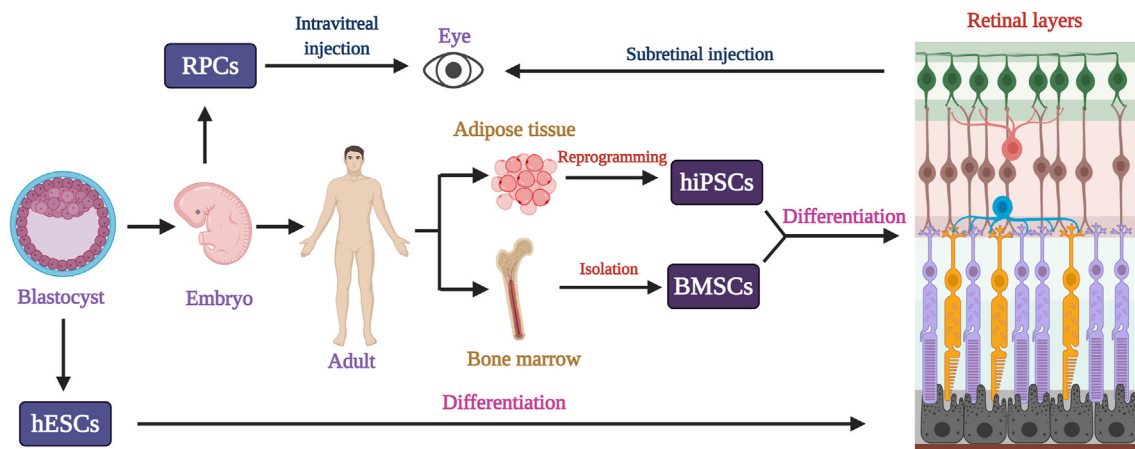 Retinal layers
Intravitreal
injection
Eye
RPCs
Subretinal injection
Adipose tissue
Reprogramming
hiPSCs
Differentiation
Isolation
BMSCs
Blastocyst
Embryo
Adult
Bone marrow
hESCs
Differentiation